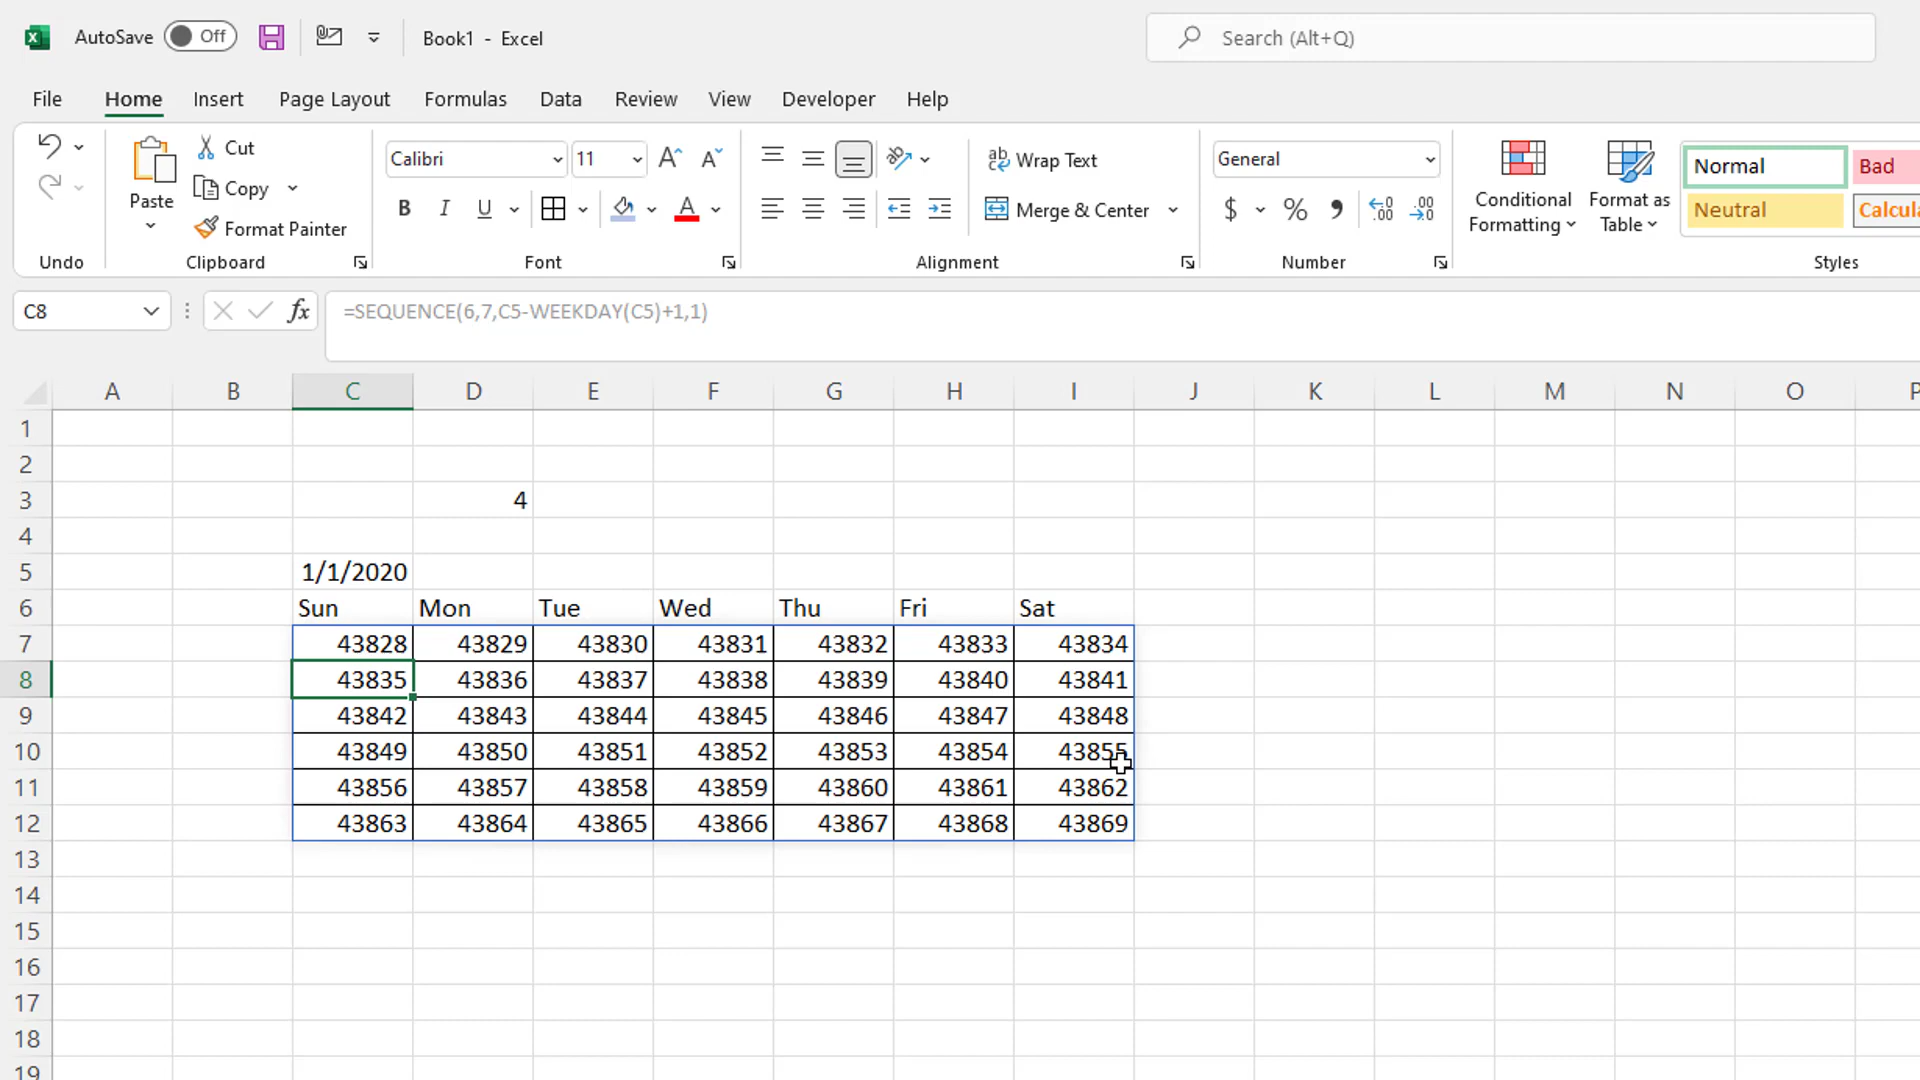 AutoSave Off Book1 - Excel Search (Alt+Q)
File Home Insert Page Layout Formulas Data Review View Developer Help
Paste Cut Copy Format Painter
Calibri 11
B I U A
Wrap Text
Merge & Center
General
$ % 9 .00 .00
Conditional Formatting
Format as Table
Normal Bad
Neutral
Undo Clipboard Font Alignment Number Styles
C8 fx =SEQUENCE(6,7,C5-WEEKDAY(C5)+1,1)
A B C D E F G H I J K L M N O P
1
2
3 4
4
5 1/1/2020
6 Sun Mon Tue Wed Thu Fri Sat
7 43828 43829 43830 43831 43832 43833 43834
8 43835 43836 43837 43838 43839 43840 43841
9 43842 43843 43844 43845 43846 43847 43848
10 43849 43850 43851 43852 43853 43854 43855
11 43856 43857 43858 43859 43860 43861 43862
12 43863 43864 43865 43866 43867 43868 43869
13
14
15
16
17
18
19